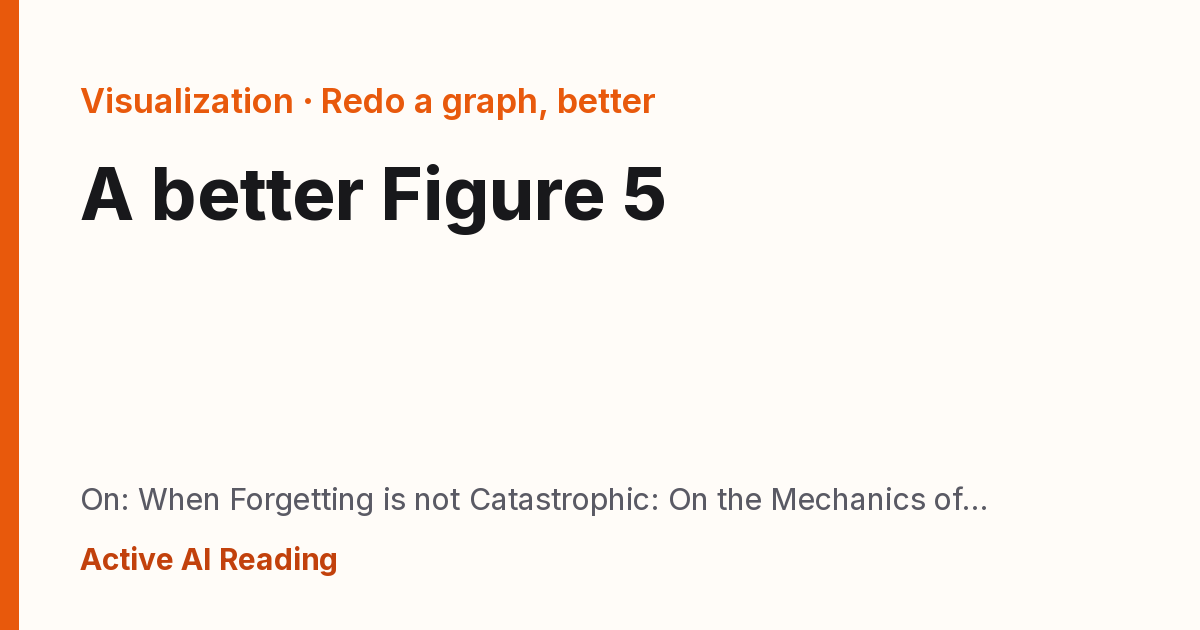 Visualization · Redo a graph, better
A better Figure 5
On: When Forgetting is not Catastrophic: On the Mechanics of…
Active AI Reading